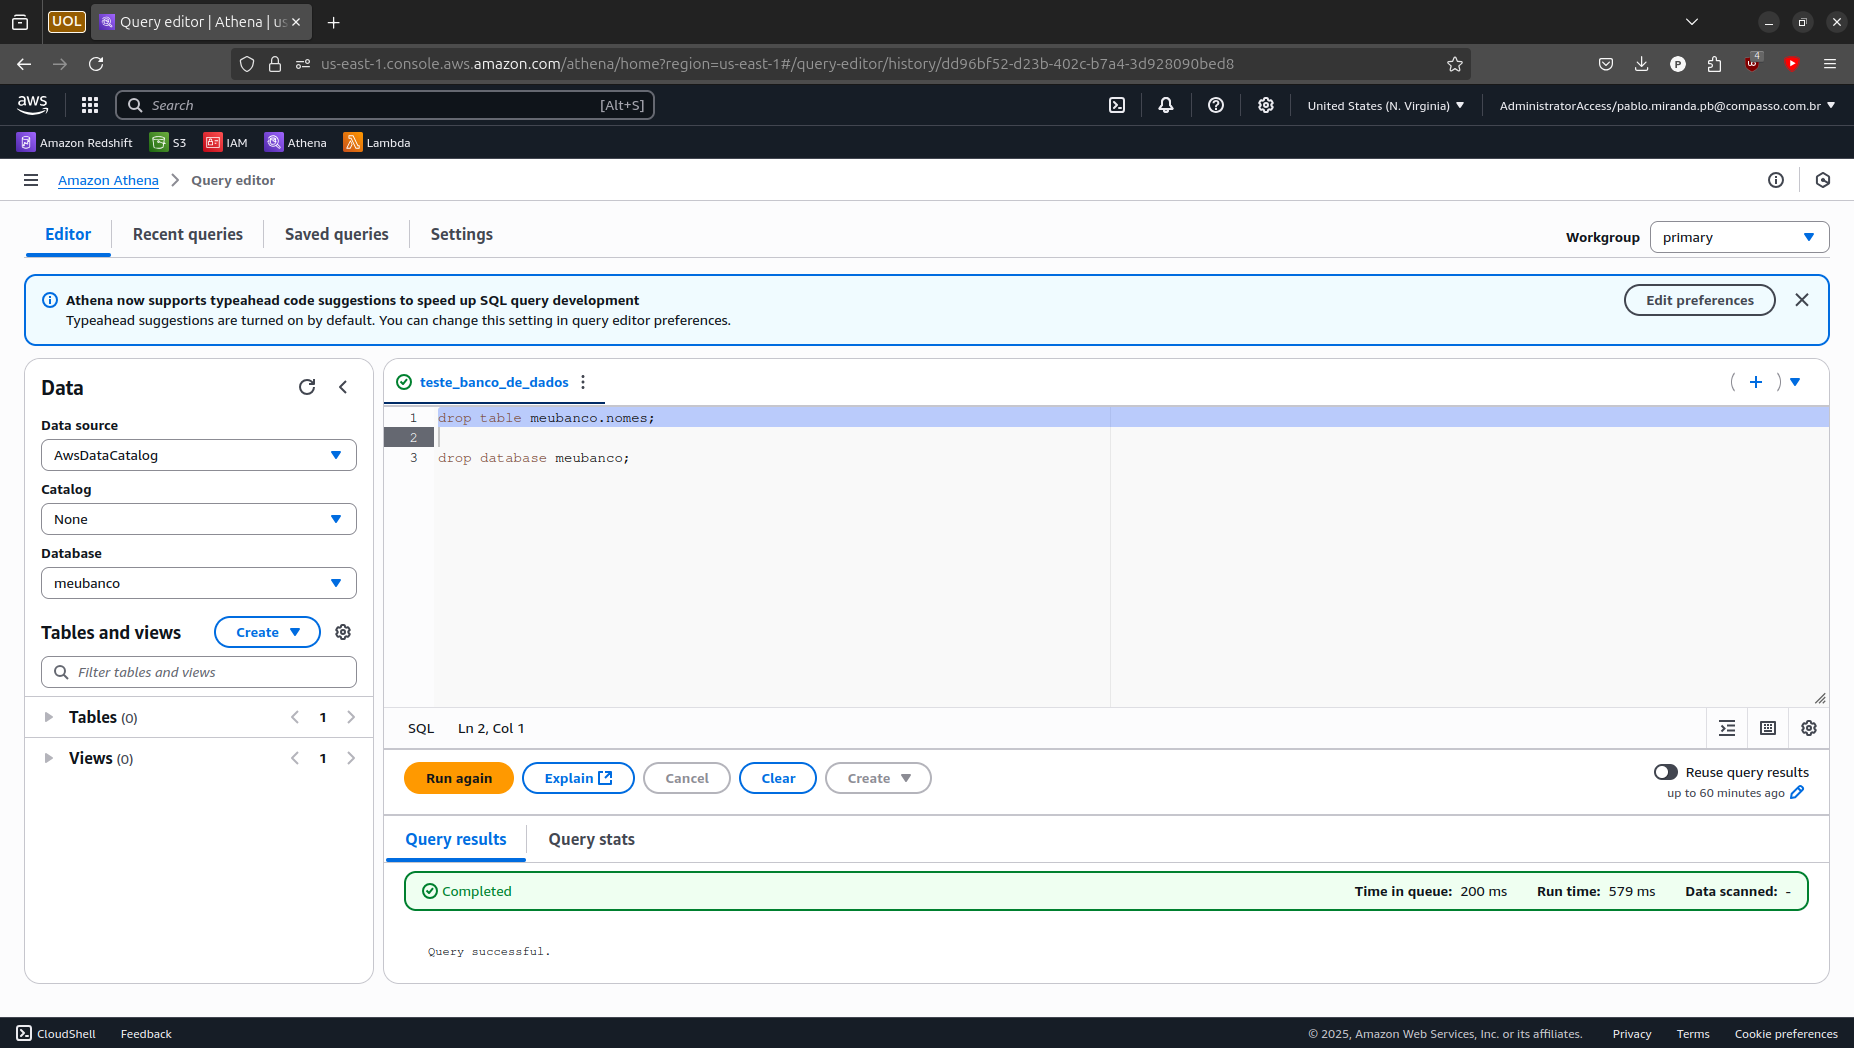 UOL
Query editor | Athena | us
us-east-1.console.aws.amazon.com/athena/home?region=us-east-1#/query-editor/history/dd96bf52-d23b-402c-b7a4-3d928090bed8
4
P
aws
Search
[Alt+S]
United States (N. Virginia)
AdministratorAccess/pablo.miranda.pb@compasso.com.br
Amazon Redshift
S3
IAM
Athena
Lambda
Amazon Athena
Query editor
Editor
Recent queries
Saved queries
Settings
Workgroup
primary
Athena now supports typeahead code suggestions to speed up SQL query development
Typeahead suggestions are turned on by default. You can change this setting in query editor preferences.
Edit preferences
Data
Data source
AwsDataCatalog
Catalog
None
Database
meubanco
Tables and views
Create
Filter tables and views
Tables (0)
1
Views (0)
1
teste_banco_de_dados
1 drop table meubanco.nomes;
2
3 drop database meubanco;
SQL
Ln 2, Col 1
Run again
Explain
Cancel
Clear
Create
Reuse query results
up to 60 minutes ago
Query results
Query stats
Completed
Time in queue: 200 ms
Run time: 579 ms
Data scanned: -
Query successful.
CloudShell
Feedback
© 2025, Amazon Web Services, Inc. or its affiliates.
Privacy
Terms
Cookie preferences